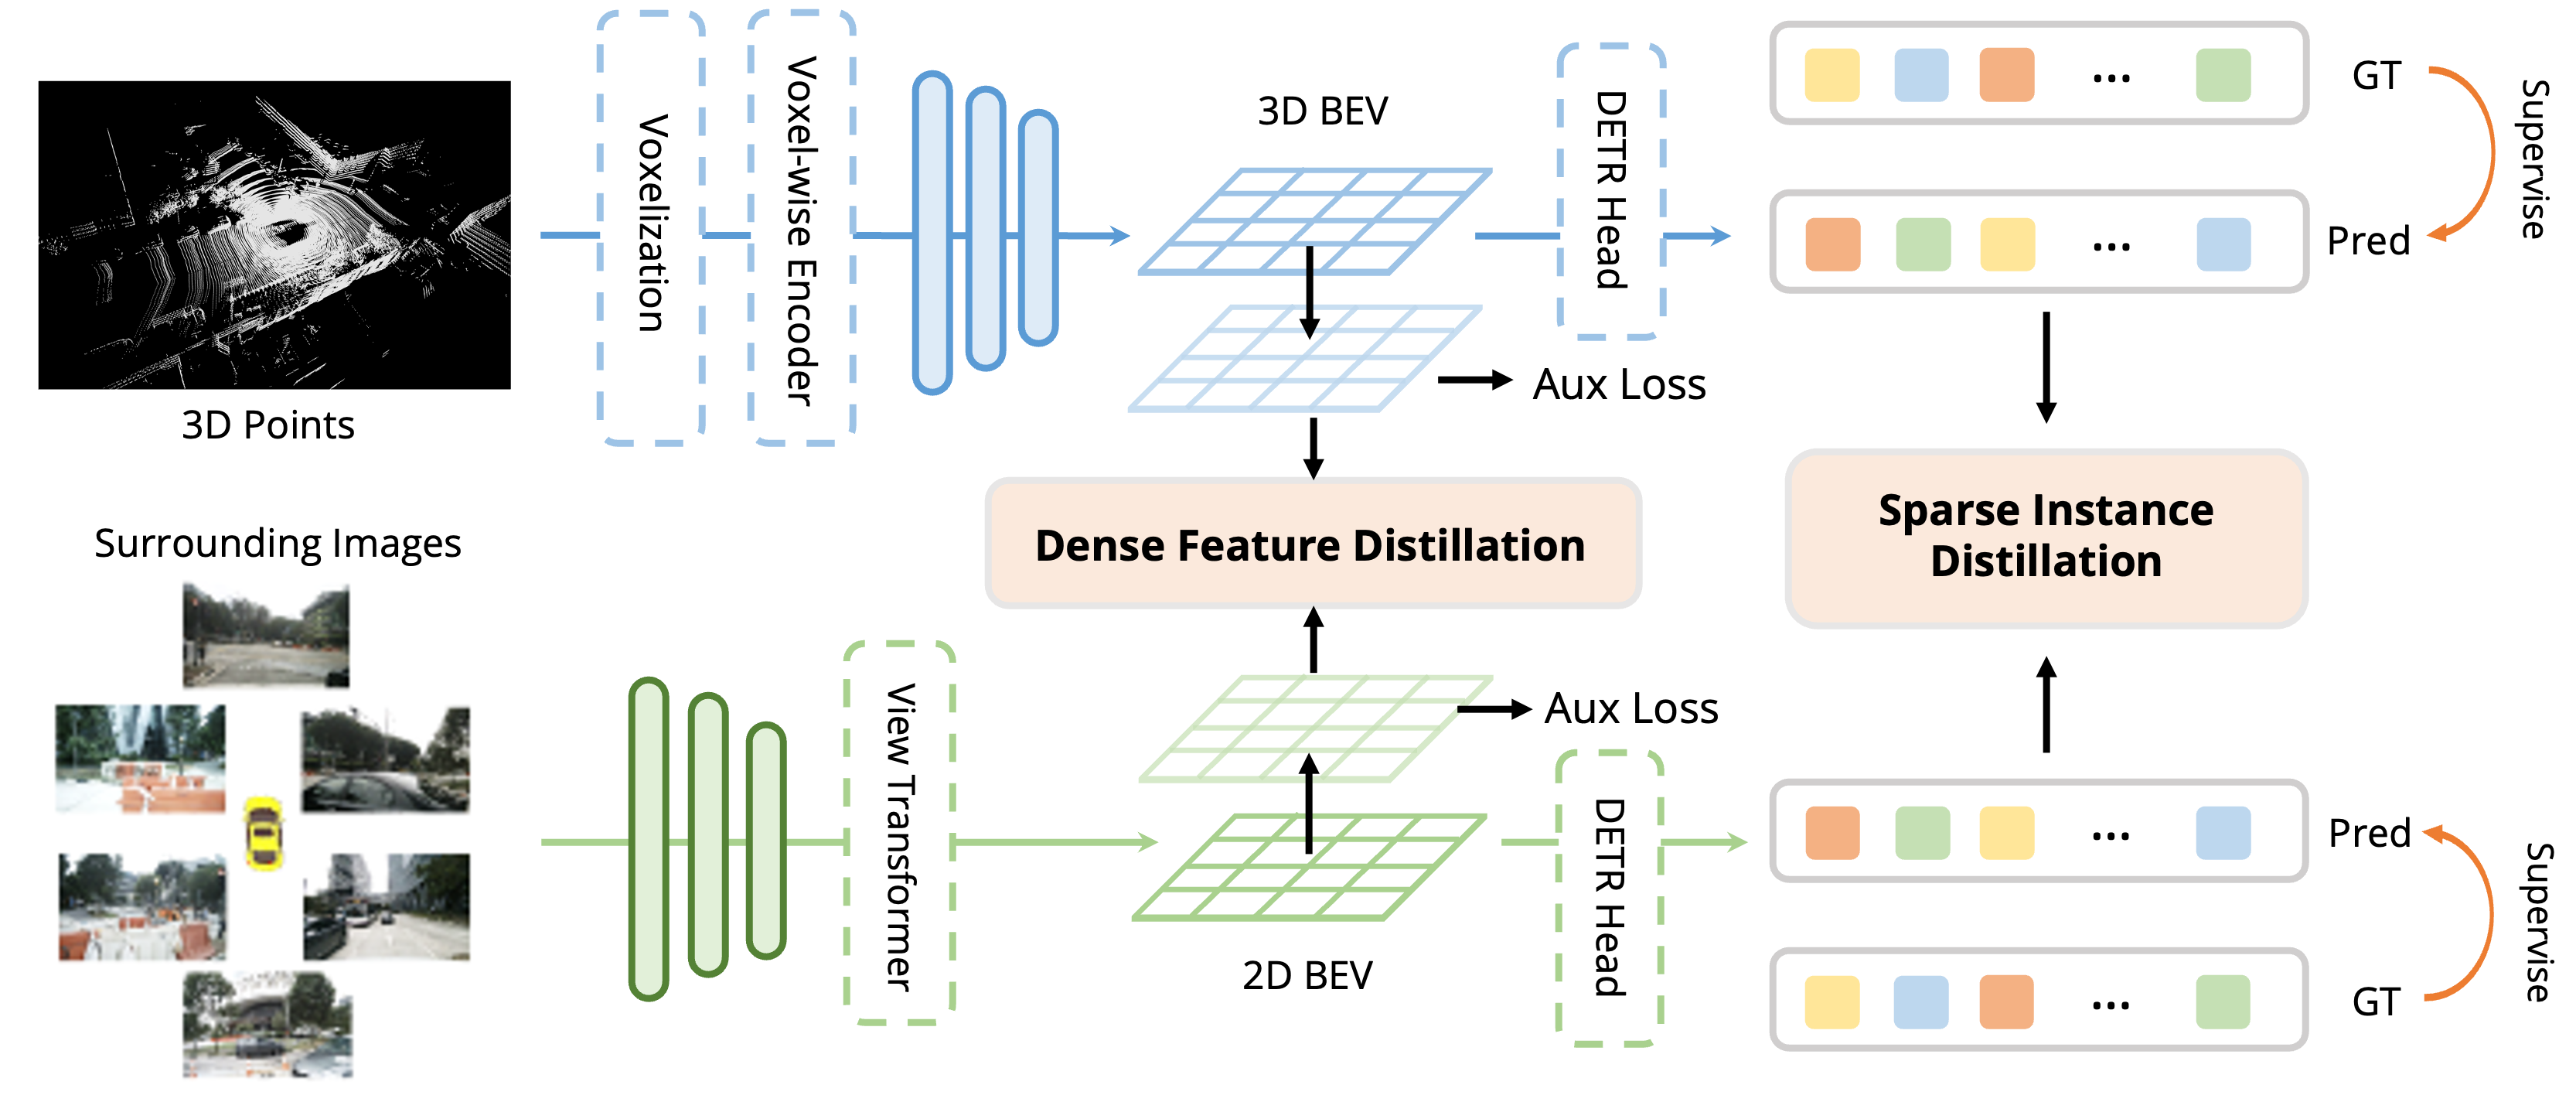 3D Points
Voxelization
Voxel-wise Encoder
3D BEV
DETR Head
GT
Pred
Supervise
Aux Loss
Dense Feature Distillation
Sparse Instance
Distillation
Surrounding Images
View Transformer
Aux Loss
2D BEV
DETR Head
...
...
...
...
Pred
GT
Supervise